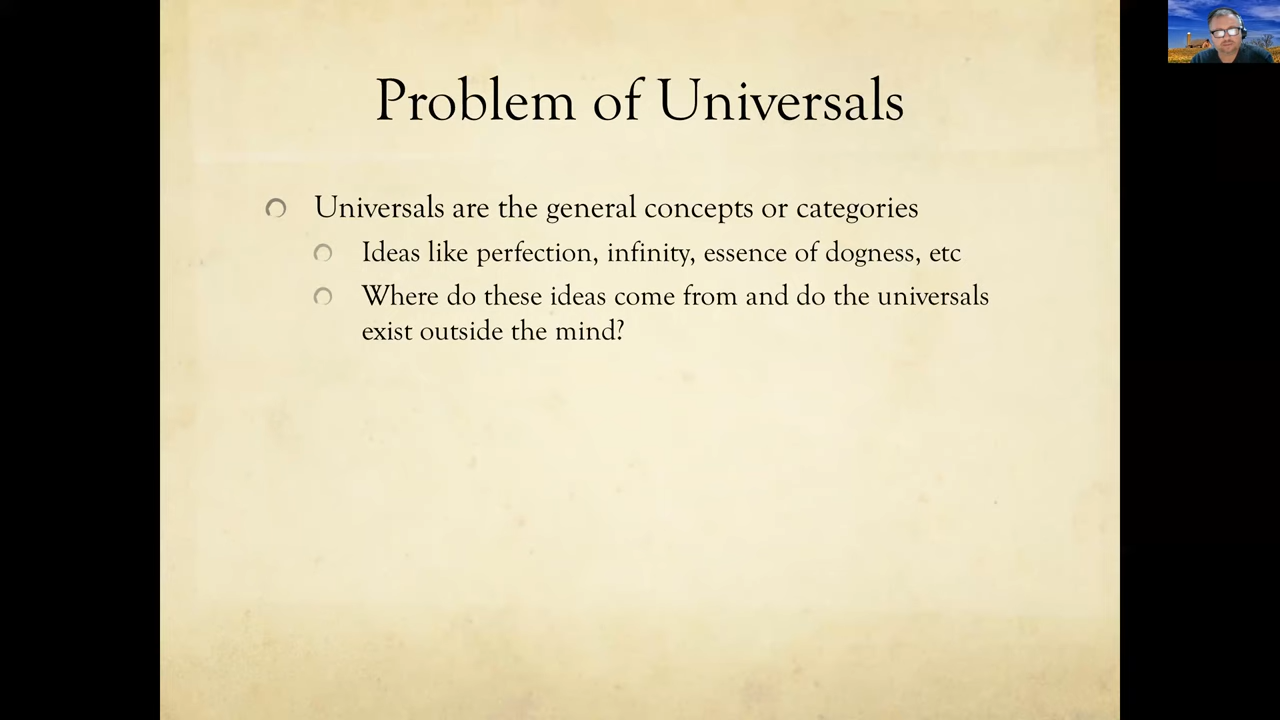 Problem of Universals
Universals are the general concepts or categories
Ideas like perfection, infinity, essence of dogness, etc
Where do these ideas come from and do the universals
exist outside the mind?